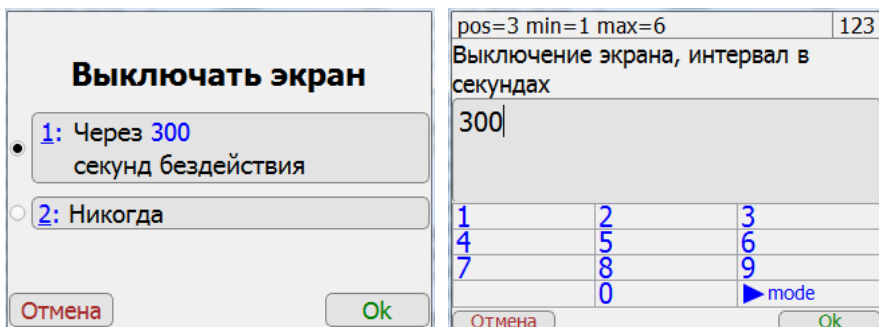 Выключать экран
1: Через 300
секунд бездействия
2: Никогда
Отмена Ok
pos=3 min=1 max=6 123
Выключение экрана, интервал в
секундах
300
1 2 3
4 5 6
7 8 9
0 ▶mode
Отмена Ok